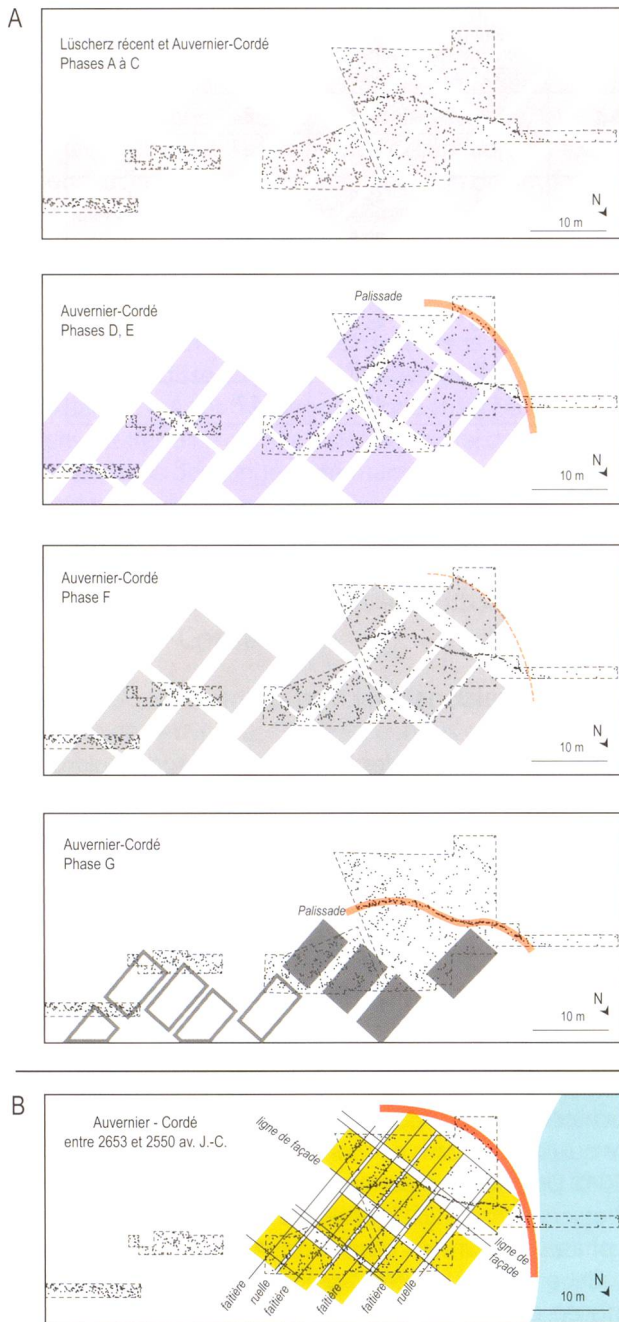 A
Lüscherz récent et Auvernier-Cordé
Phases A à C
N
10 m
Auvernier-Cordé
Phases D, E
Palissade
N
10 m
Auvernier-Cordé
Phase F
N
10 m
Auvernier-Cordé
Phase G
Palissade
N
10 m
B
Auvernier - Cordé
entre 2653 et 2550 av. J.-C.
ligne de façade
ligne de façade
faîtière
ruelle
faîtière
faîtière
faîtière
ruelle
N
10 m